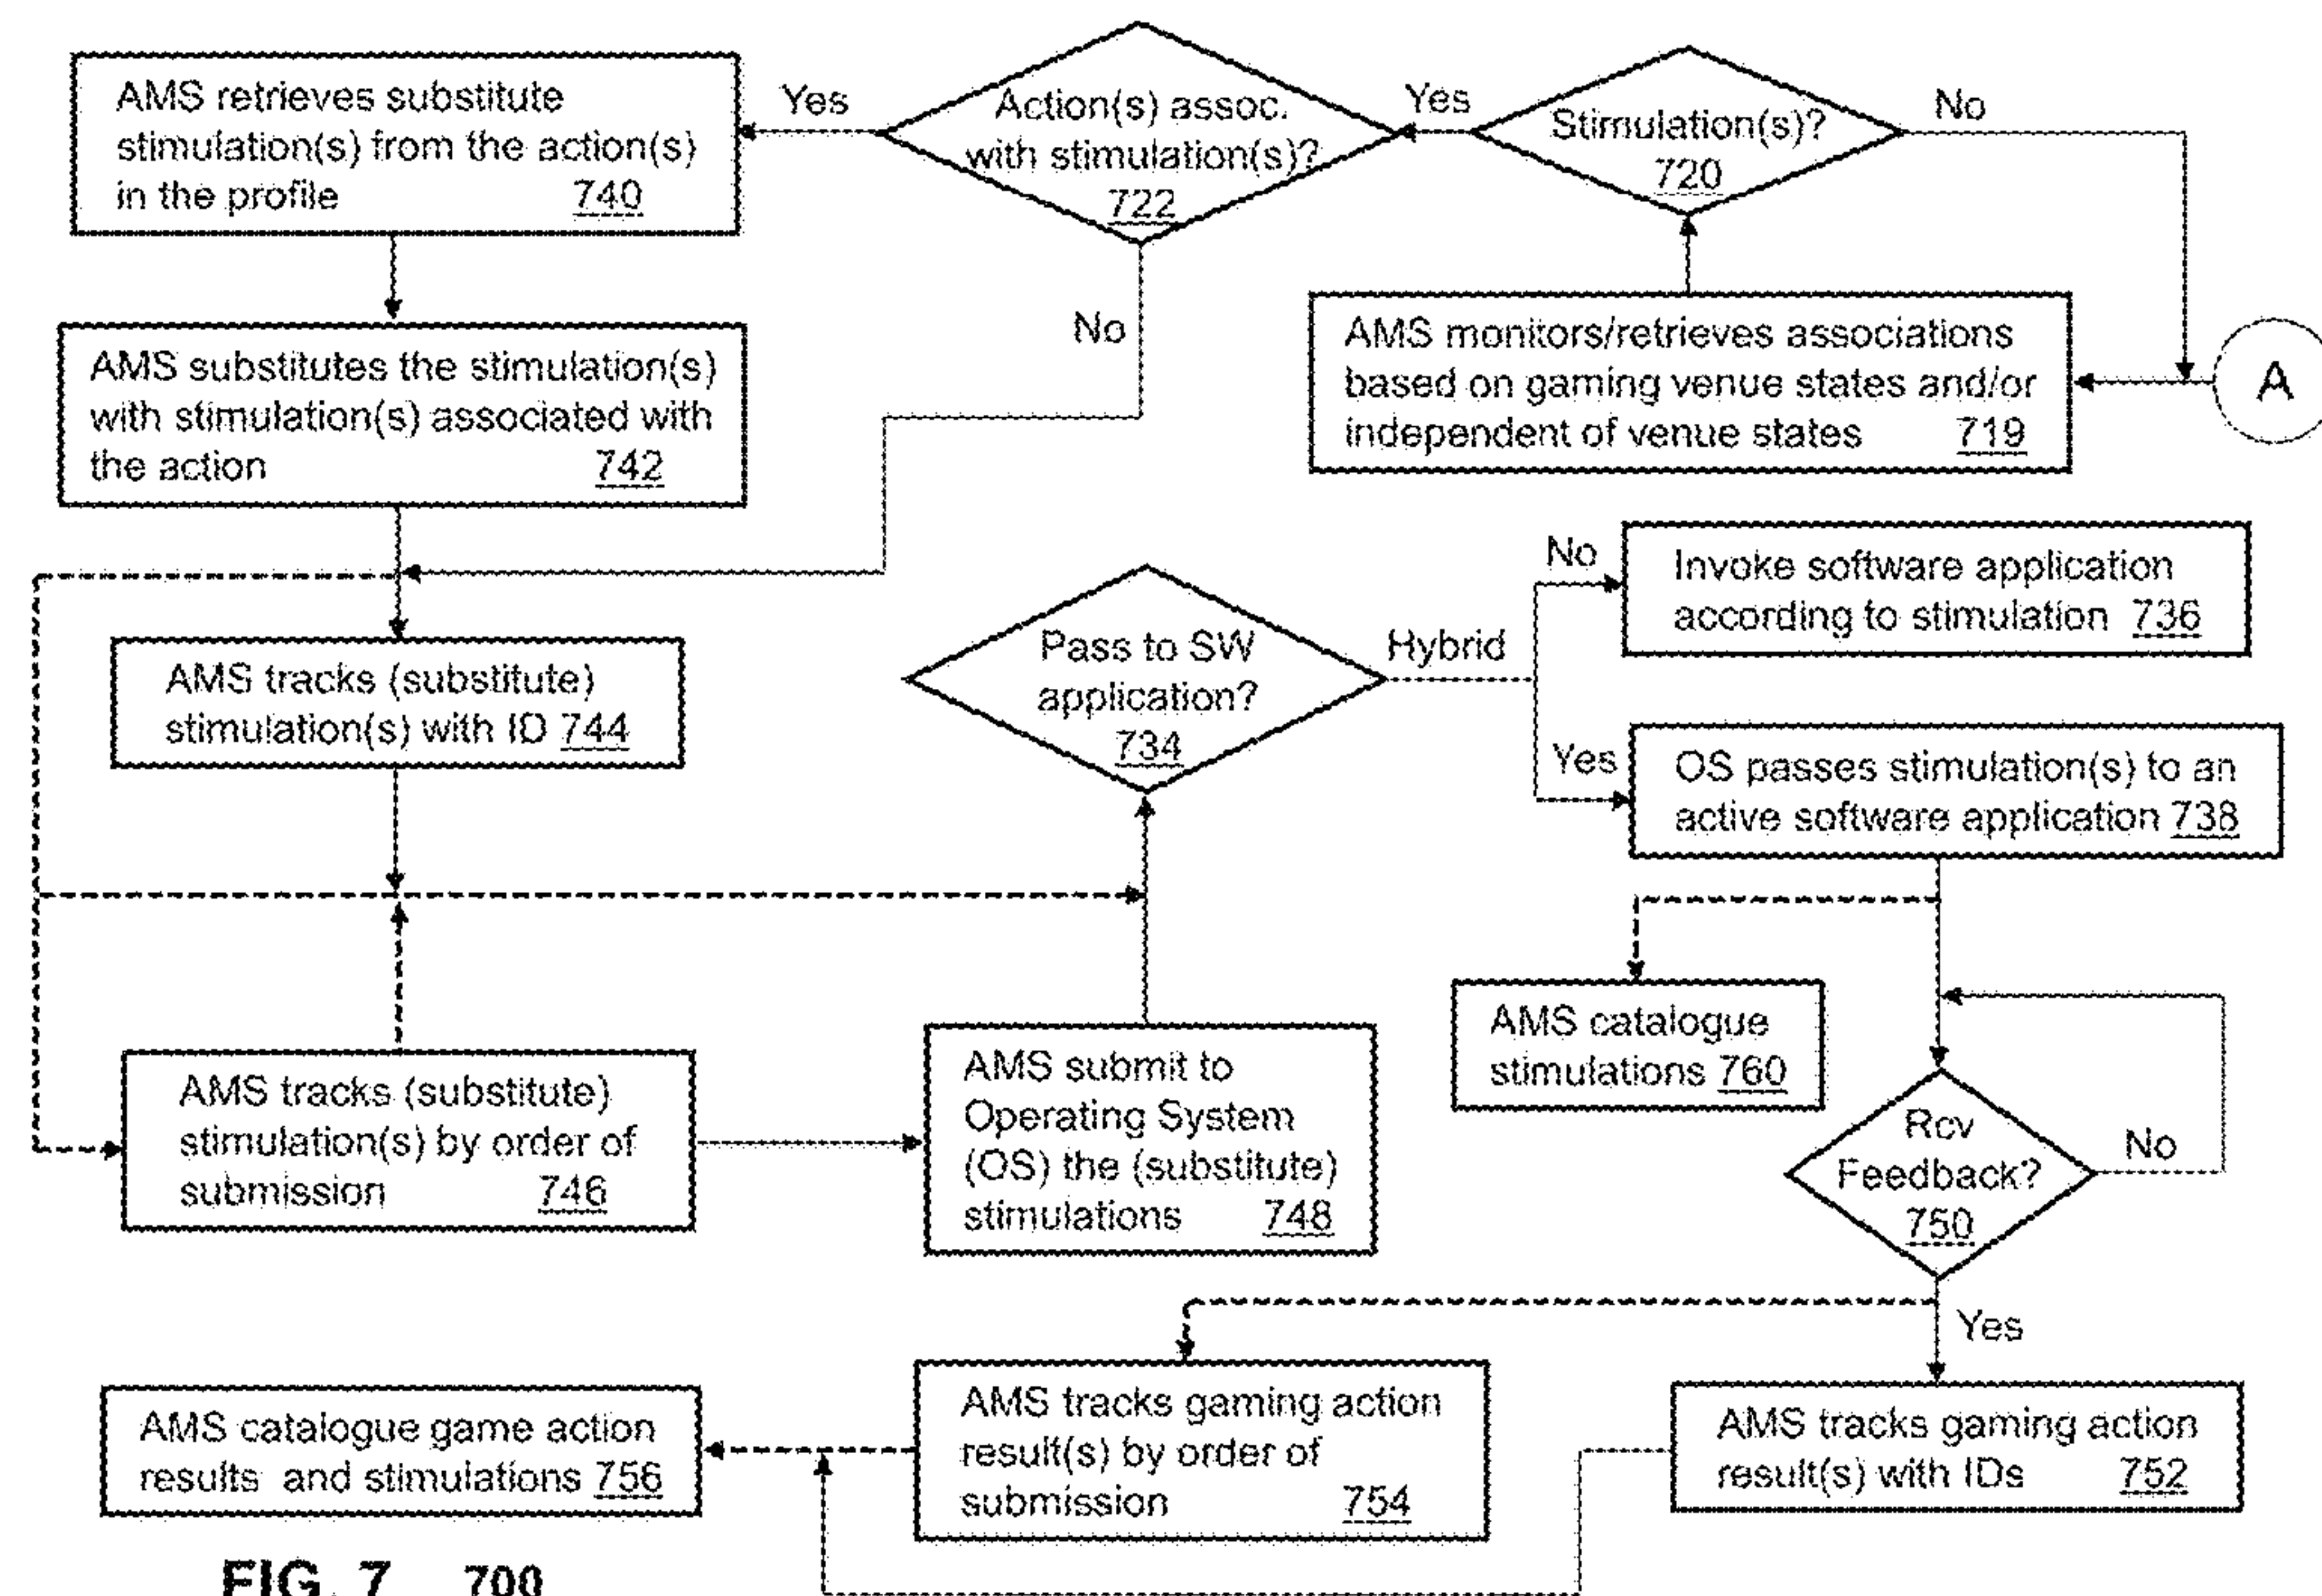 AMS retrieves substitute
stimulation(s) from the action(s)
in the profile 740
Yes
Action(s) assoc.
with stimulation(s)?
722
Yes
Stimulation(s)?
720
No
No
AMS monitors/retrieves associations
based on gaming venue states and/or
independent of venue states 719
A
AMS substitutes the stimulation(s)
with stimulation(s) associated with
the action 742
AMS tracks (substitute)
stimulation(s) with ID 744
Pass to SW
application?
734
Hybrid
No
Invoke software application
according to stimulation 736
Yes
OS passes stimulation(s) to an
active software application 738
AMS tracks (substitute)
stimulation(s) by order of
submission 746
AMS submit to
Operating System
(OS) the (substitute)
stimulations 748
AMS catalogue
stimulations 760
Rcv
Feedback?
750
No
Yes
AMS catalogue game action
results and stimulations 756
AMS tracks gaming action
result(s) by order of
submission 754
AMS tracks gaming action
result(s) with IDs 752
FIG. 7 700